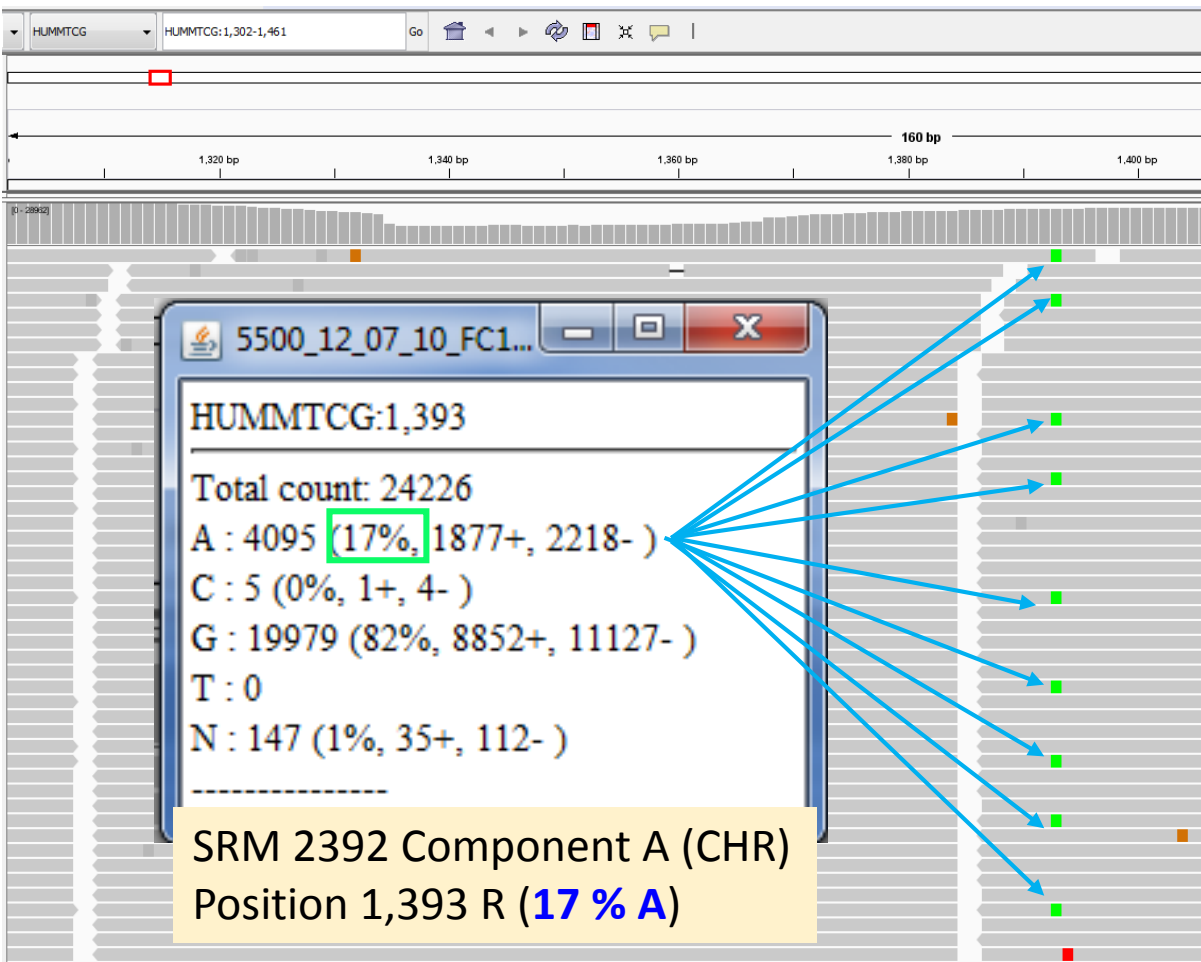 HUMMTCG HUMMTCG:1,302-1,461 Go
160 bp
1,320 bp 1,340 bp 1,360 bp 1,380 bp 1,400 bp
[0 - 28962]
5500_12_07_10_FC1...
HUMMTCG:1,393
Total count: 24226
A : 4095 (17%, 1877+, 2218- )
C : 5 (0%, 1+, 4- )
G : 19979 (82%, 8852+, 11127- )
T : 0
N : 147 (1%, 35+, 112- )
---------------
SRM 2392 Component A (CHR)
Position 1,393 R (17 % A)